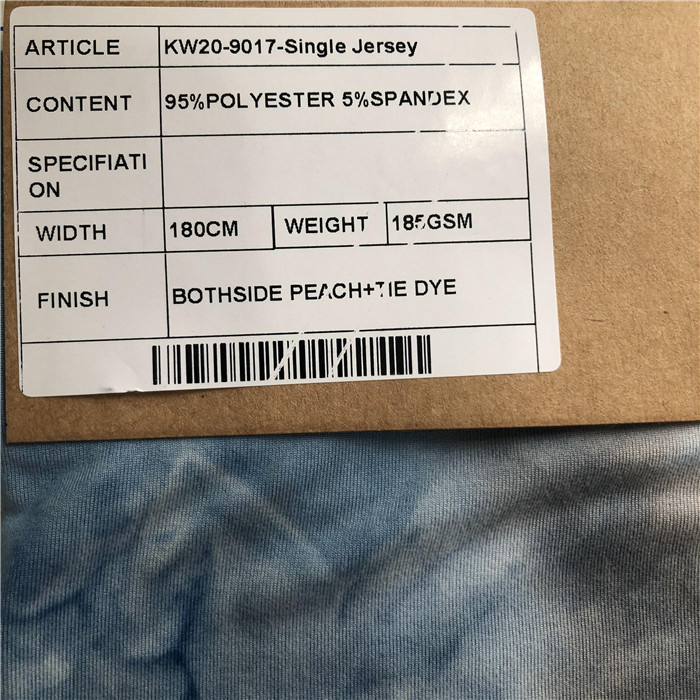 ARTICLE KW20-9017-Single Jersey
CONTENT 95%POLYESTER 5%SPANDEX
SPECIFIATI
ON
WIDTH 180CM WEIGHT 185GSM
FINISH BOTHSIDE PEACH+TIE DYE